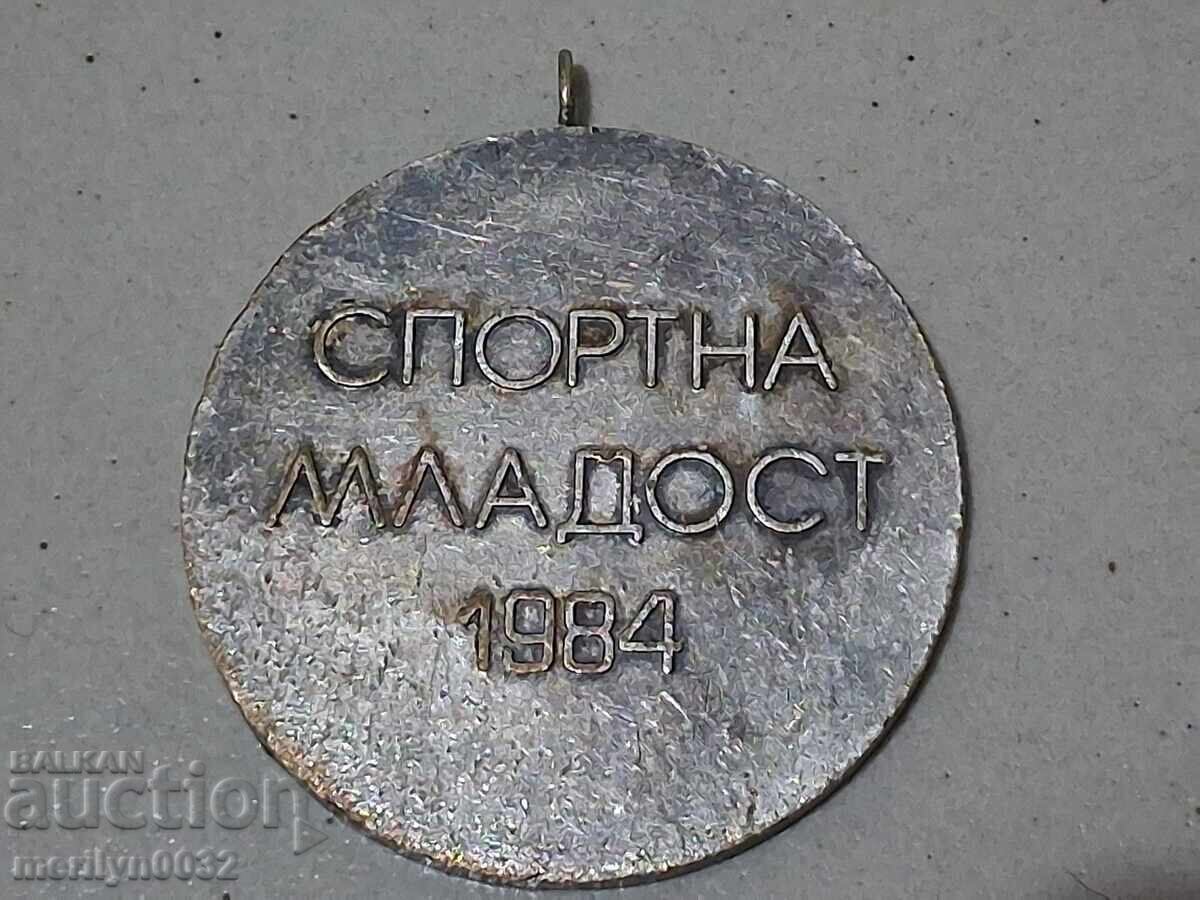 СПОРТНА
МЛАДОСТ
1984
BALKAN
auction
merilyn0032